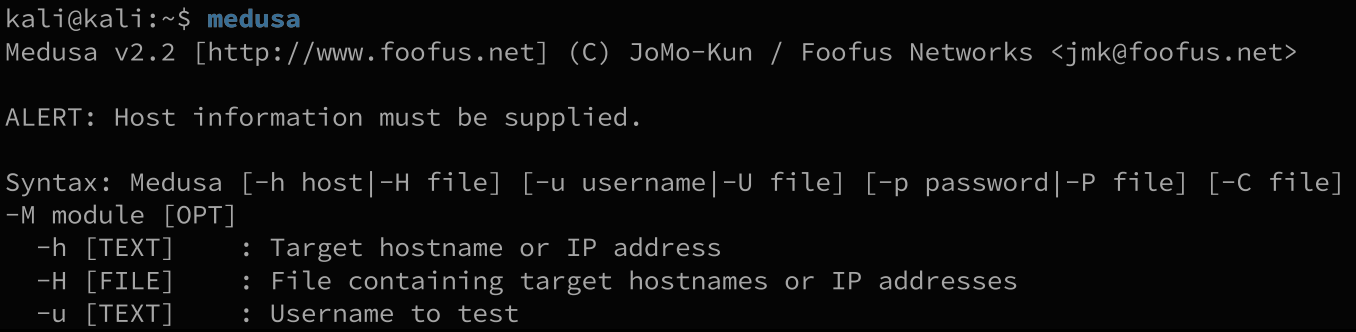 kali@kali:~$ medusa
Medusa v2.2 [http://www.foofus.net] (C) JoMo-Kun / Foofus Networks <jmk@foofus.net>
ALERT: Host information must be supplied.
Syntax: Medusa [-h host|-H file] [-u username|-U file] [-p password|-P file] [-C file]
-M module [OPT]
-h [TEXT] : Target hostname or IP address
-H [FILE] : File containing target hostnames or IP addresses
-u [TEXT] : Username to test